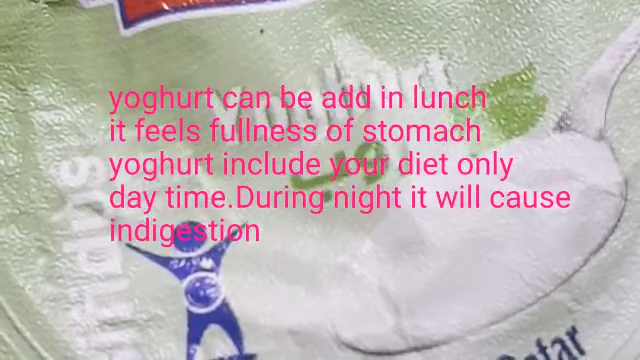 yoghurt can be add in lunch
it feels fullness of stomach
yoghurt include your diet only
day time.During night it will cause
indigestion